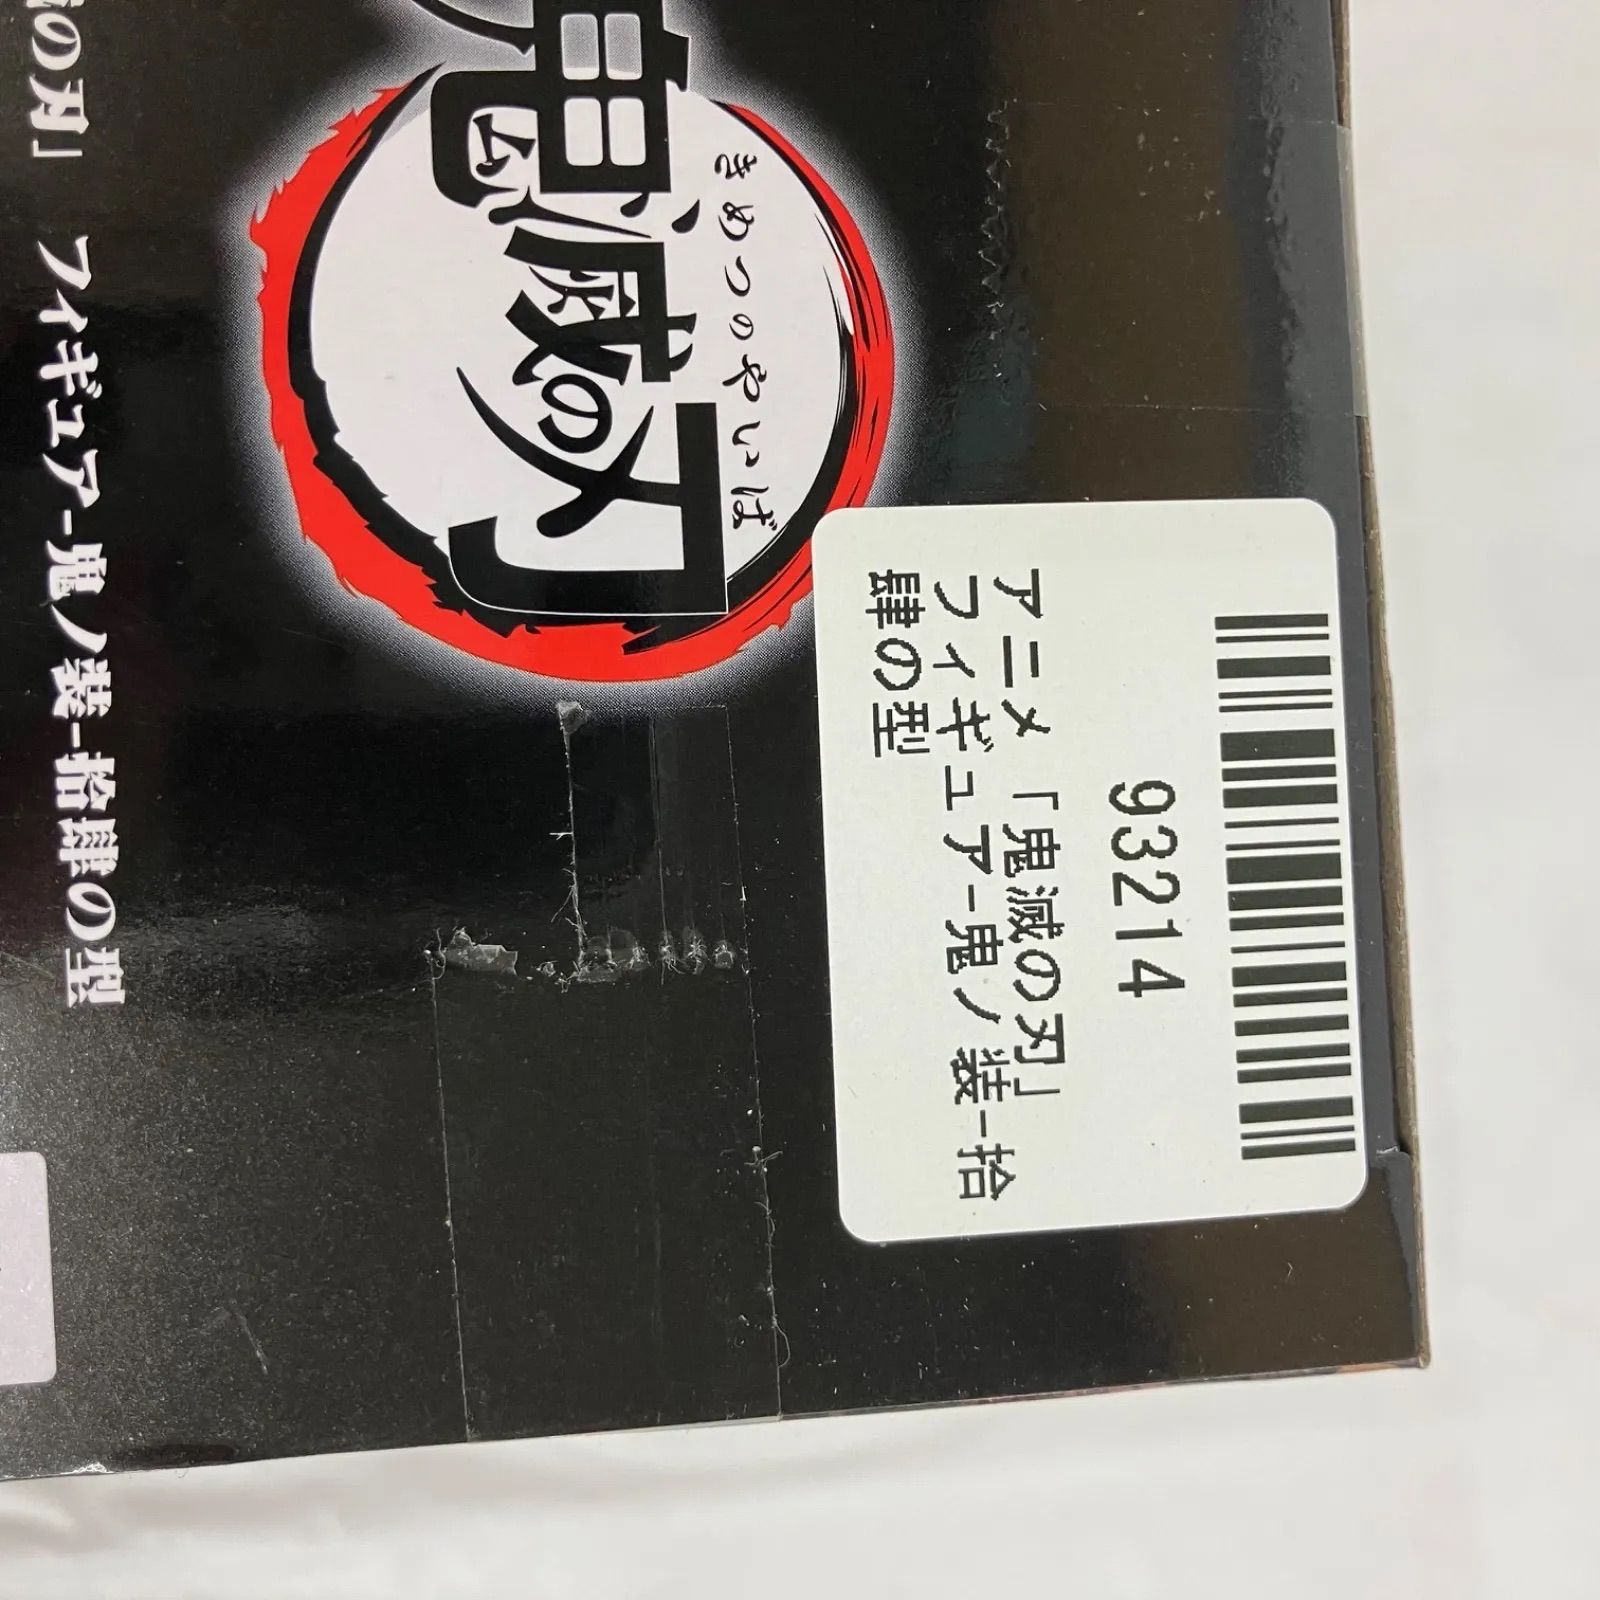 鬼滅の刃
きめつのやいば
の刃」 フィギュア-鬼ノ装-拾肆の型
93214
アニメ 「鬼滅の刃」
フィギュア-鬼ノ装-拾
肆の型